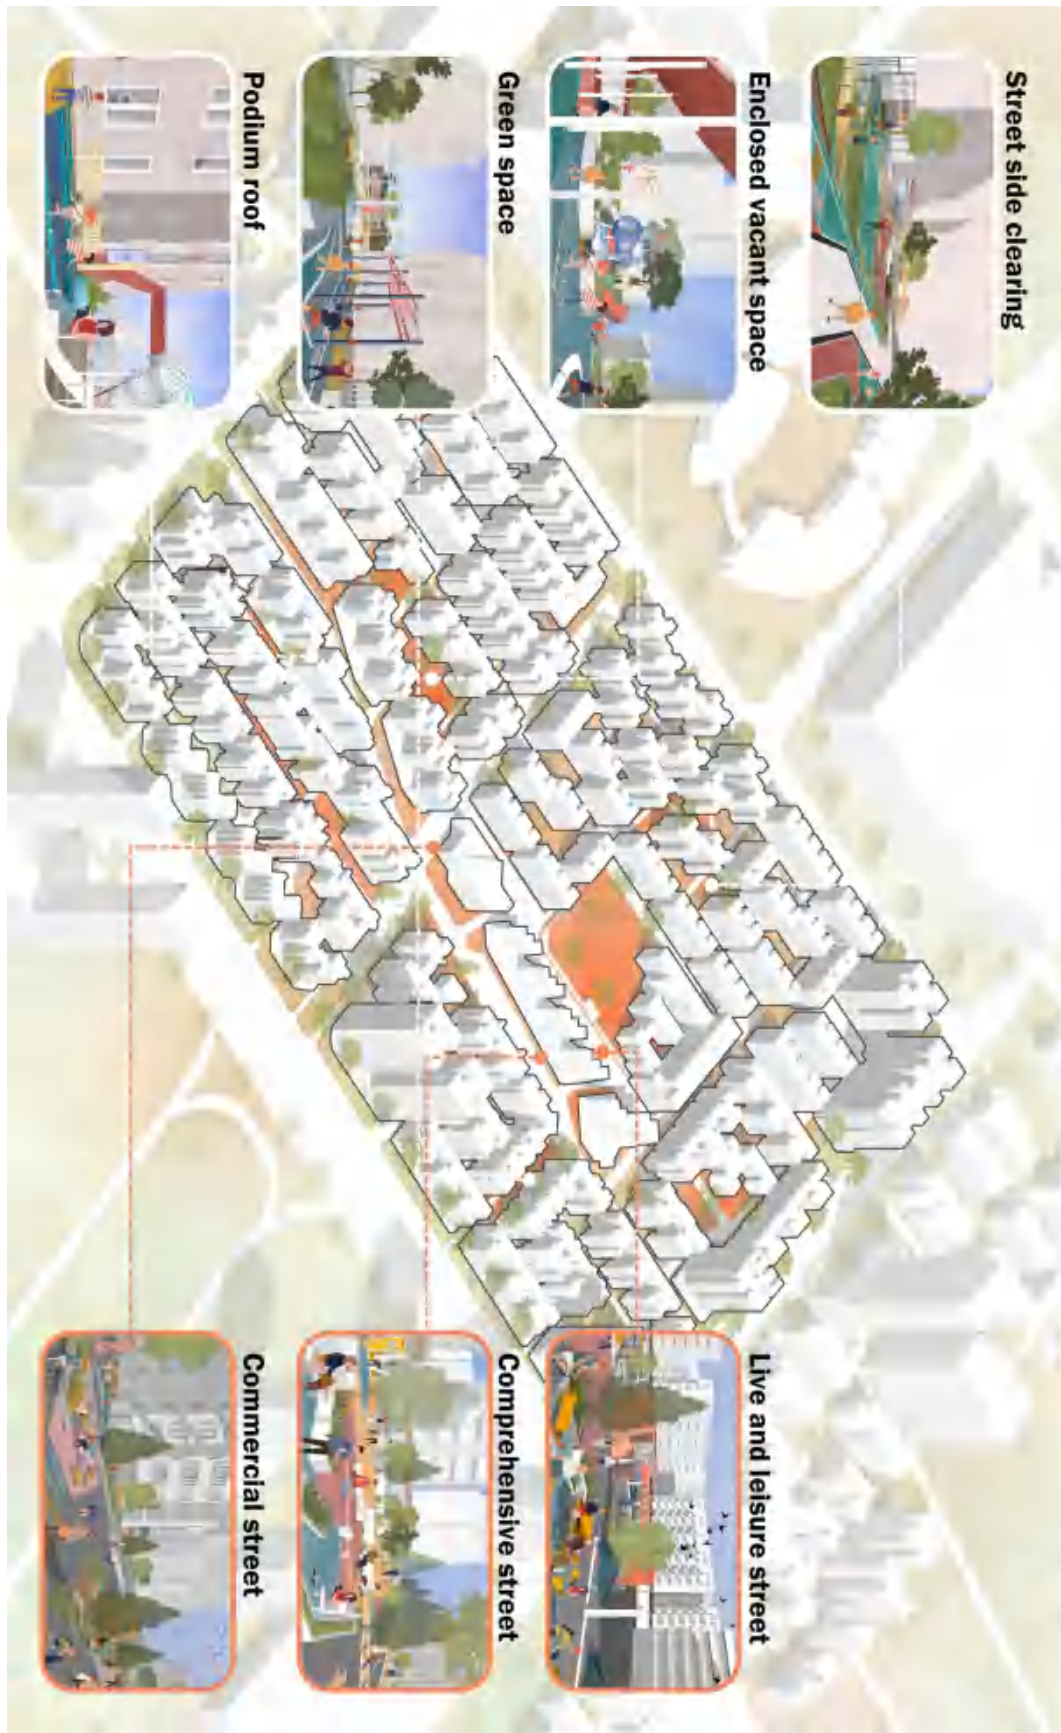 Street side clearing
Enclosed vacant space
Green space
Podium roof
Live and leisure street
Comprehensive street
Commercial street